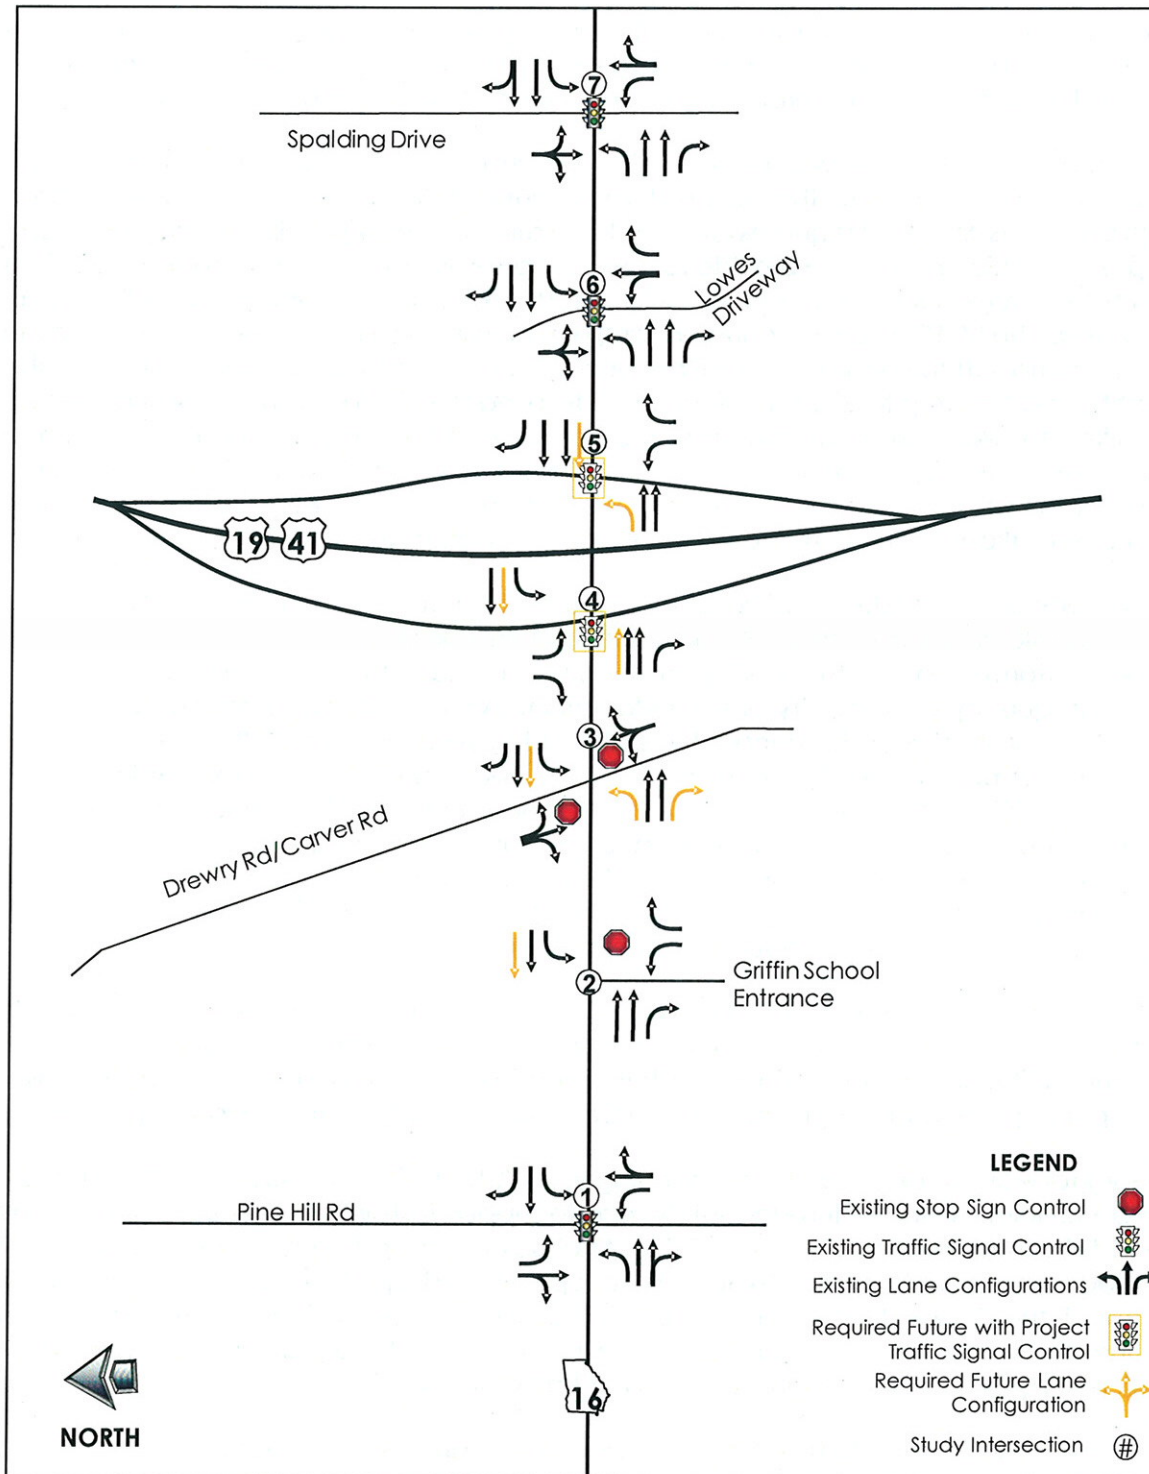 7
Spalding Drive
6
Lowes
Driveway
5
19
41
4
3
Drewry Rd/Carver Rd
2
Griffin School
Entrance
1
Pine Hill Rd
16
NORTH
LEGEND
Existing Stop Sign Control
Existing Traffic Signal Control
Existing Lane Configurations
Required Future with Project
Traffic Signal Control
Required Future Lane
Configuration
Study Intersection #